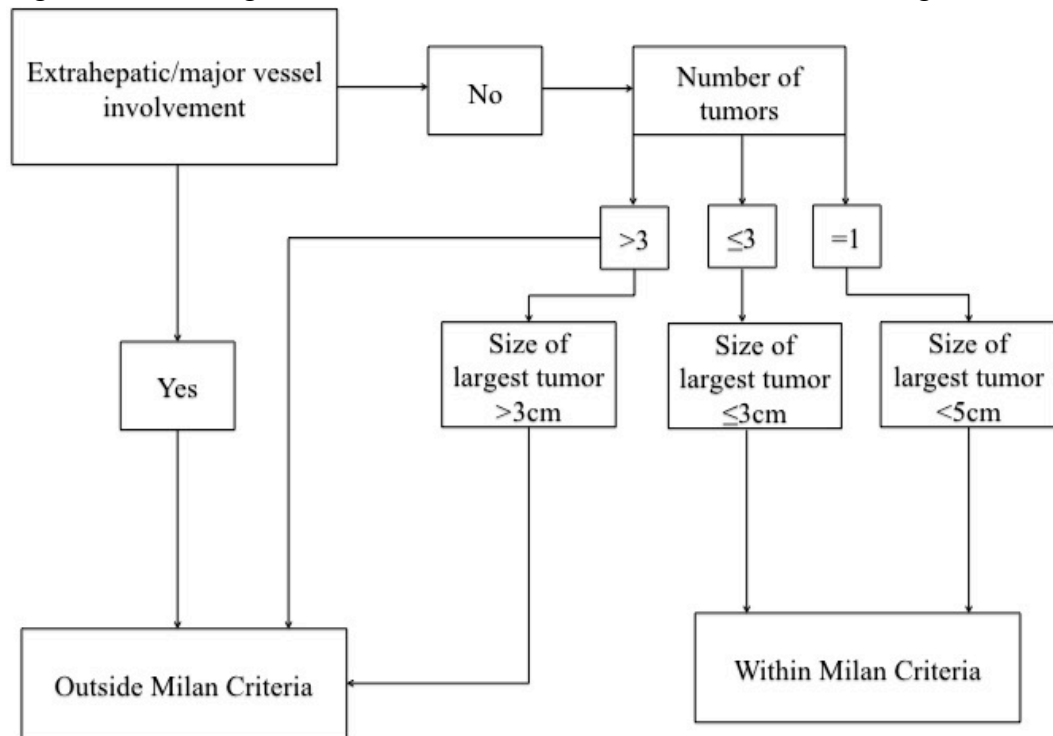 Extrahepatic/major vessel
involvement
No
Number of
tumors
>3
≤3
=1
Yes
Size of
largest tumor
>3cm
Size of
largest tumor
≤3cm
Size of
largest tumor
<5cm
Outside Milan Criteria
Within Milan Criteria